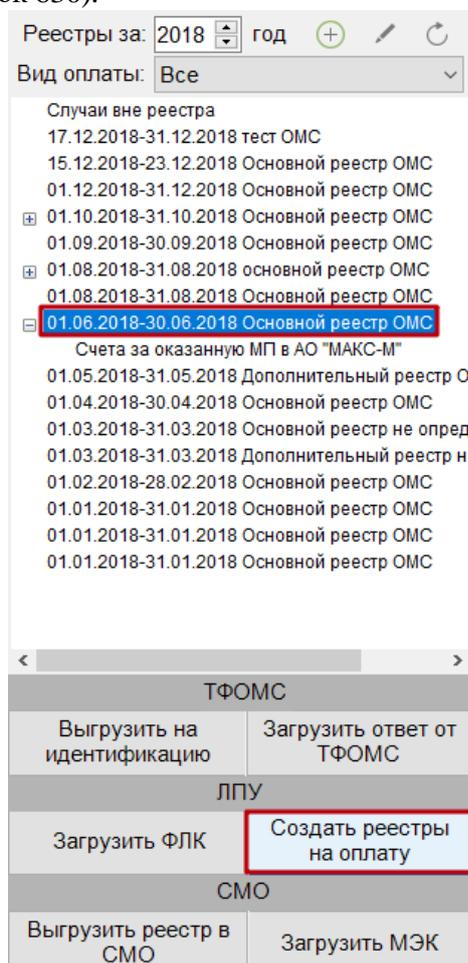 Реестры за: 2018 год
Вид оплаты: Все
Случаи вне реестра
17.12.2018-31.12.2018 тест ОМС
15.12.2018-23.12.2018 Основной реестр ОМС
01.12.2018-31.12.2018 Основной реестр ОМС
01.10.2018-31.10.2018 Основной реестр ОМС
01.09.2018-30.09.2018 Основной реестр ОМС
01.08.2018-31.08.2018 основной реестр ОМС
01.08.2018-31.08.2018 Основной реестр ОМС
01.06.2018-30.06.2018 Основной реестр ОМС
Счета за оказанную МП в АО "МАКС-М"
01.05.2018-31.05.2018 Дополнительный реестр О
01.04.2018-30.04.2018 Основной реестр ОМС
01.03.2018-31.03.2018 Основной реестр не опред
01.03.2018-31.03.2018 Дополнительный реестр н
01.02.2018-28.02.2018 Основной реестр ОМС
01.01.2018-31.01.2018 Основной реестр ОМС
01.01.2018-31.01.2018 Основной реестр ОМС
01.01.2018-31.01.2018 Основной реестр ОМС
ТФОМС
Выгрузить на идентификацию
Загрузить ответ от ТФОМС
ЛПУ
Загрузить ФЛК
Создать реестры на оплату
СМО
Выгрузить реестр в СМО
Загрузить МЭК